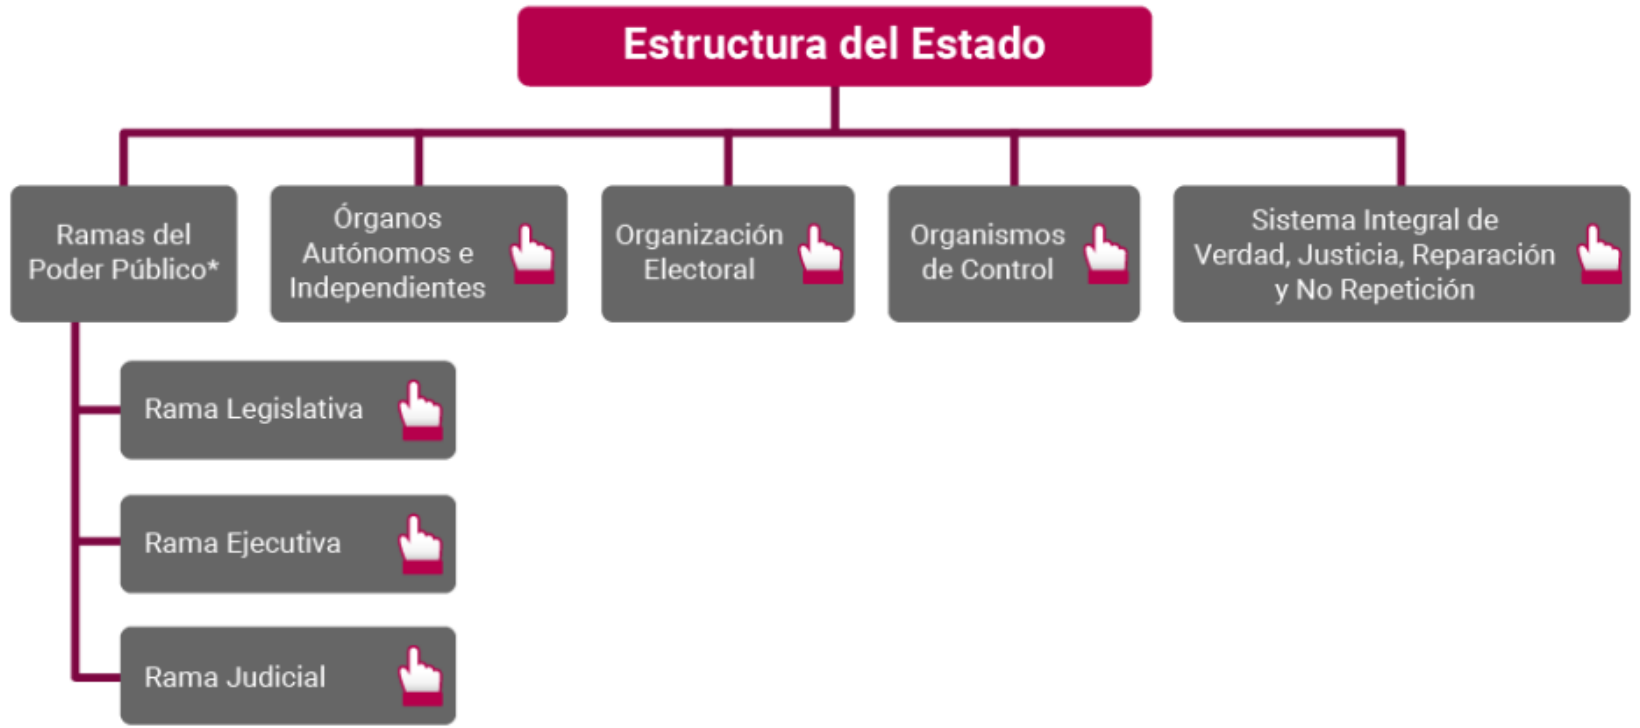 Estructura del Estado
Ramas del
Poder Público*
Órganos
Autónomos e
Independientes
Organización
Electoral
Organismos
de Control
Sistema Integral de
Verdad, Justicia, Reparación
y No Repetición
Rama Legislativa
Rama Ejecutiva
Rama Judicial